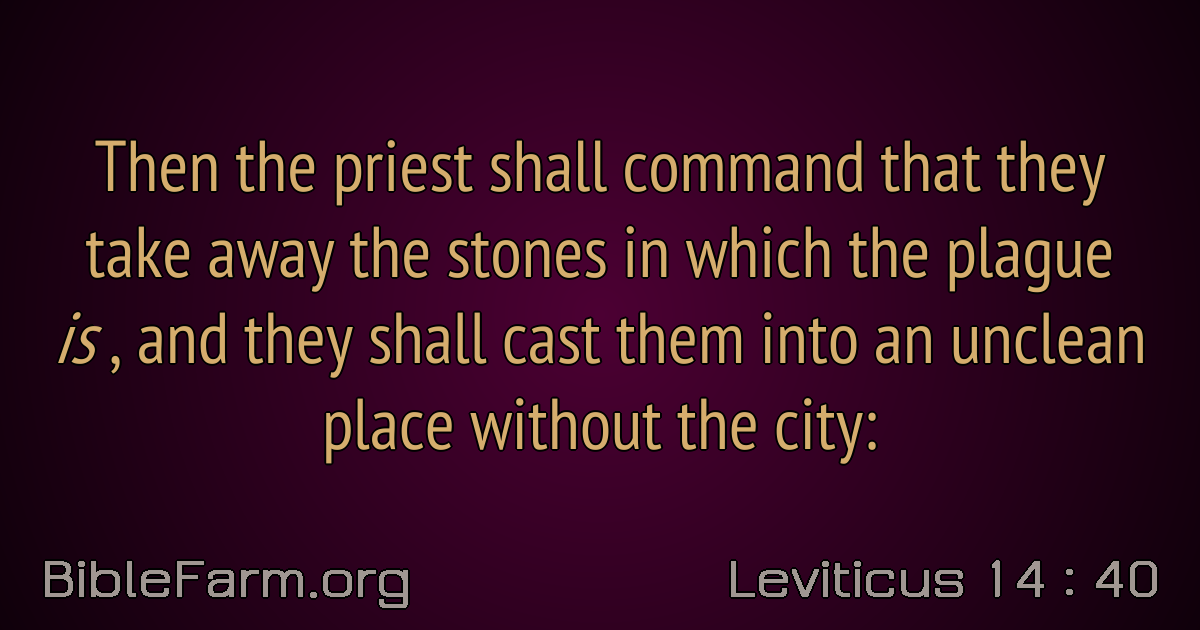 Then the priest shall command that they
take away the stones in which the plague
is , and they shall cast them into an unclean
place without the city:
BibleFarm.org
Leviticus 14 : 40